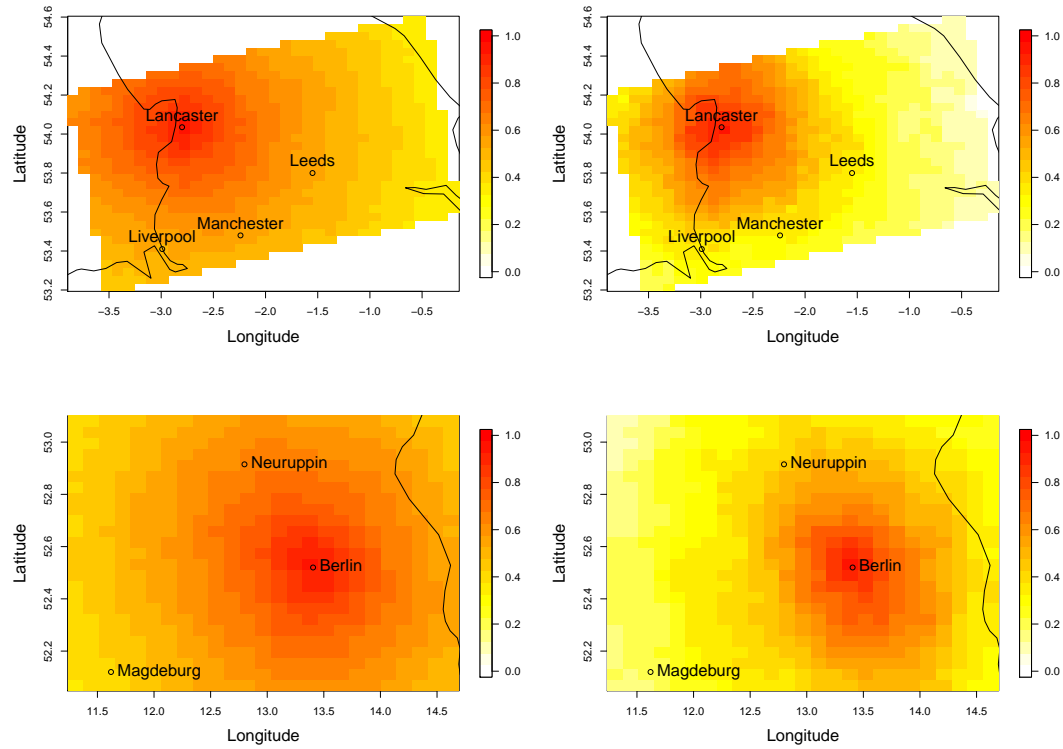 54.6
54.4
54.2
54.0
53.8
53.6
53.4
53.2
Latitude
Lancaster
Leeds
Manchester
Liverpool
−3.5 −3.0 −2.5 −2.0 −1.5 −1.0 −0.5
Longitude
1.0
0.8
0.6
0.4
0.2
0.0
54.6
54.4
54.2
54.0
53.8
53.6
53.4
53.2
Latitude
Lancaster
Leeds
Manchester
Liverpool
−3.5 −3.0 −2.5 −2.0 −1.5 −1.0 −0.5
Longitude
1.0
0.8
0.6
0.4
0.2
0.0
53.0
52.8
52.6
52.4
52.2
Latitude
Neuruppin
Berlin
Magdeburg
11.5 12.0 12.5 13.0 13.5 14.0 14.5
Longitude
1.0
0.8
0.6
0.4
0.2
0.0
53.0
52.8
52.6
52.4
52.2
Latitude
Neuruppin
Berlin
Magdeburg
11.5 12.0 12.5 13.0 13.5 14.0 14.5
Longitude
1.0
0.8
0.6
0.4
0.2
0.0